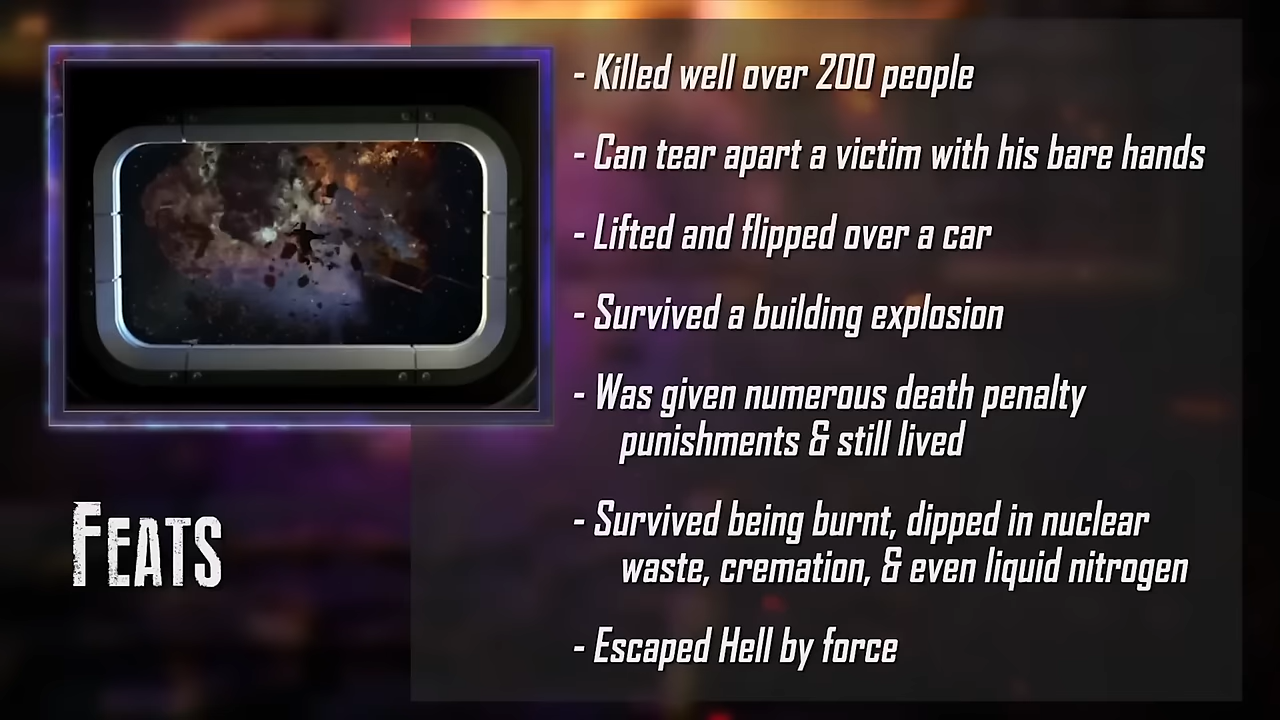 - Killed well over 200 people
- Can tear apart a victim with his bare hands
- Lifted and flipped over a car
- Survived a building explosion
- Was given numerous death penalty
punishments & still lived
- Survived being burnt, dipped in nuclear
waste, cremation, & even liquid nitrogen
- Escaped Hell by force
FEATS